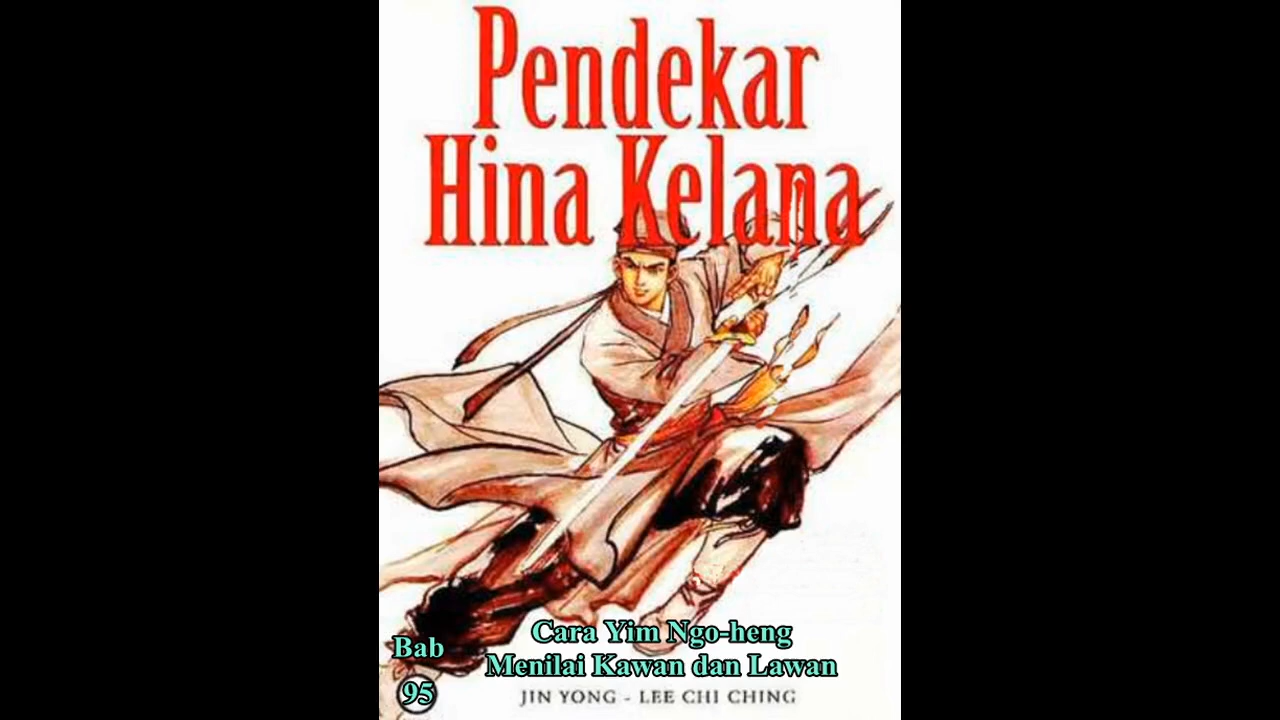 Pendekar
Hina Kelana
Bab
95
Cara Yim Ngo-heng
Menilai Kawan dan Lawan
JIN YONG - LEE CHI CHING